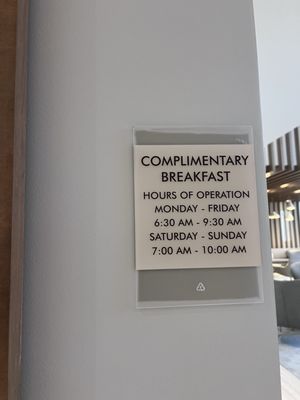 COMPLIMENTARY
BREAKFAST
HOURS OF OPERATION
MONDAY - FRIDAY
6:30 AM - 9:30 AM
SATURDAY - SUNDAY
7:00 AM - 10:00 AM